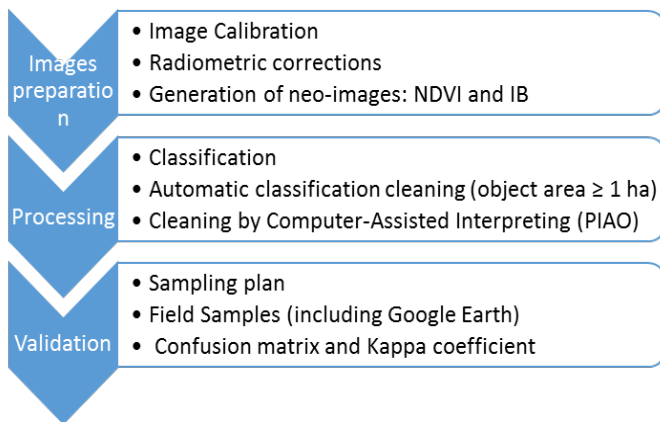 Images
preparatio
n
• Image Calibration
• Radiometric corrections
• Generation of neo-images: NDVI and IB
Processing
• Classification
• Automatic classification cleaning (object area ≥ 1 ha)
• Cleaning by Computer-Assisted Interpreting (PIAO)
Validation
• Sampling plan
• Field Samples (including Google Earth)
• Confusion matrix and Kappa coefficient